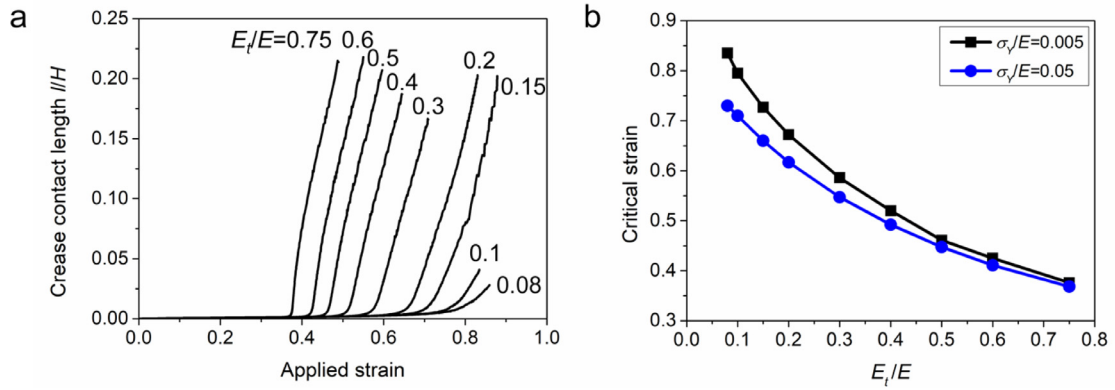 a
0.25
0.20
0.15
0.10
0.05
0.00
Crease contact length l/H
E_t/E=0.75
0.6
0.5
0.4
0.3
0.2
0.15
0.1
0.08
0.0 0.2 0.4 0.6 0.8 1.0
Applied strain
b
0.9
0.8
0.7
0.6
0.5
0.4
0.3
Critical strain
σ_Y/E=0.005
σ_Y/E=0.05
0.0 0.1 0.2 0.3 0.4 0.5 0.6 0.7 0.8
E_t/E